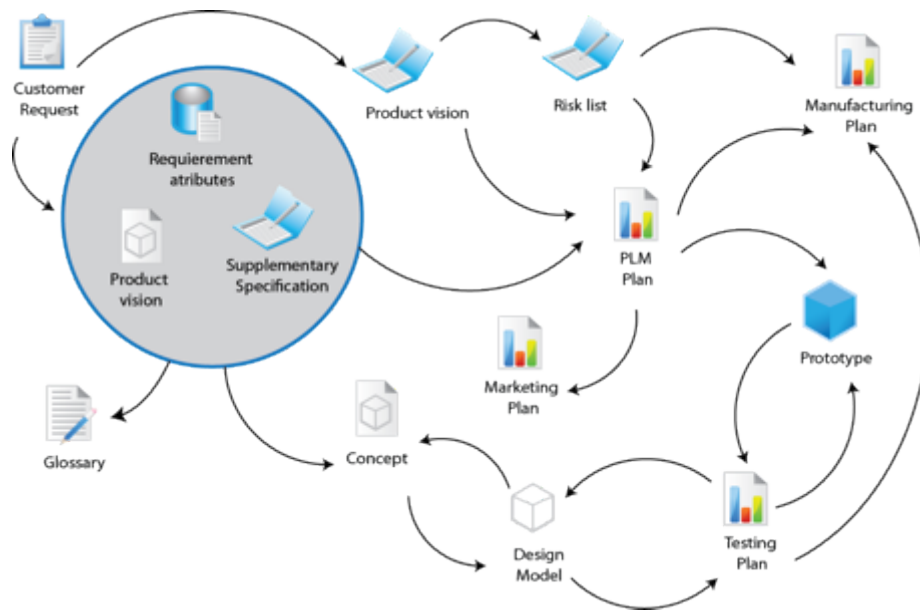 Customer
Request
Product vision
Risk list
Manufacturing
Plan
Requierement
atributes
Product
vision
Supplementary
Specification
PLM
Plan
Prototype
Marketing
Plan
Glossary
Concept
Design
Model
Testing
Plan